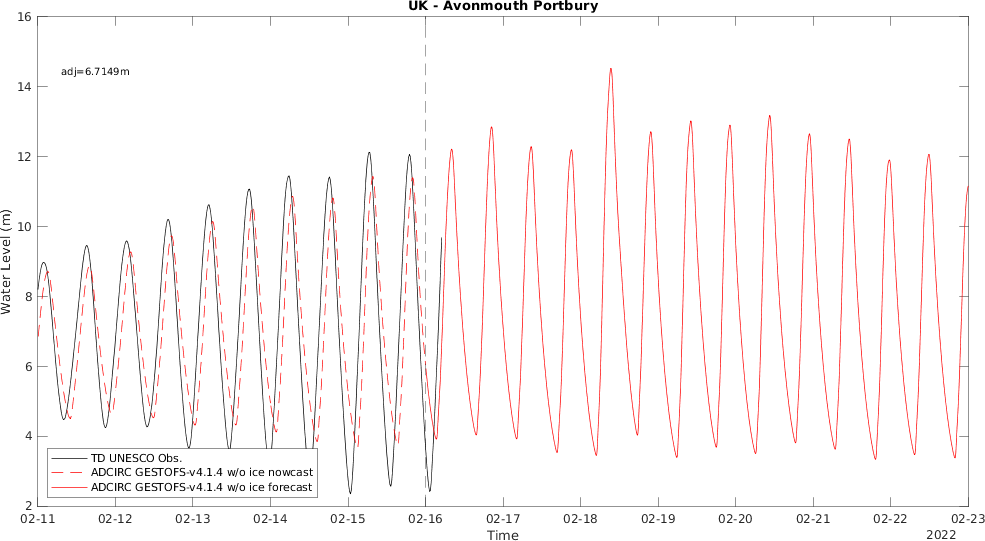 UK - Avonmouth Portbury
adj=6.7149m
Water Level (m)
16
14
12
10
8
6
4
2
TD UNESCO Obs.
ADCIRC GESTOFS-v4.1.4 w/o ice nowcast
ADCIRC GESTOFS-v4.1.4 w/o ice forecast
02-11 02-12 02-13 02-14 02-15 02-16 02-17 02-18 02-19 02-20 02-21 02-22 02-23
Time 2022